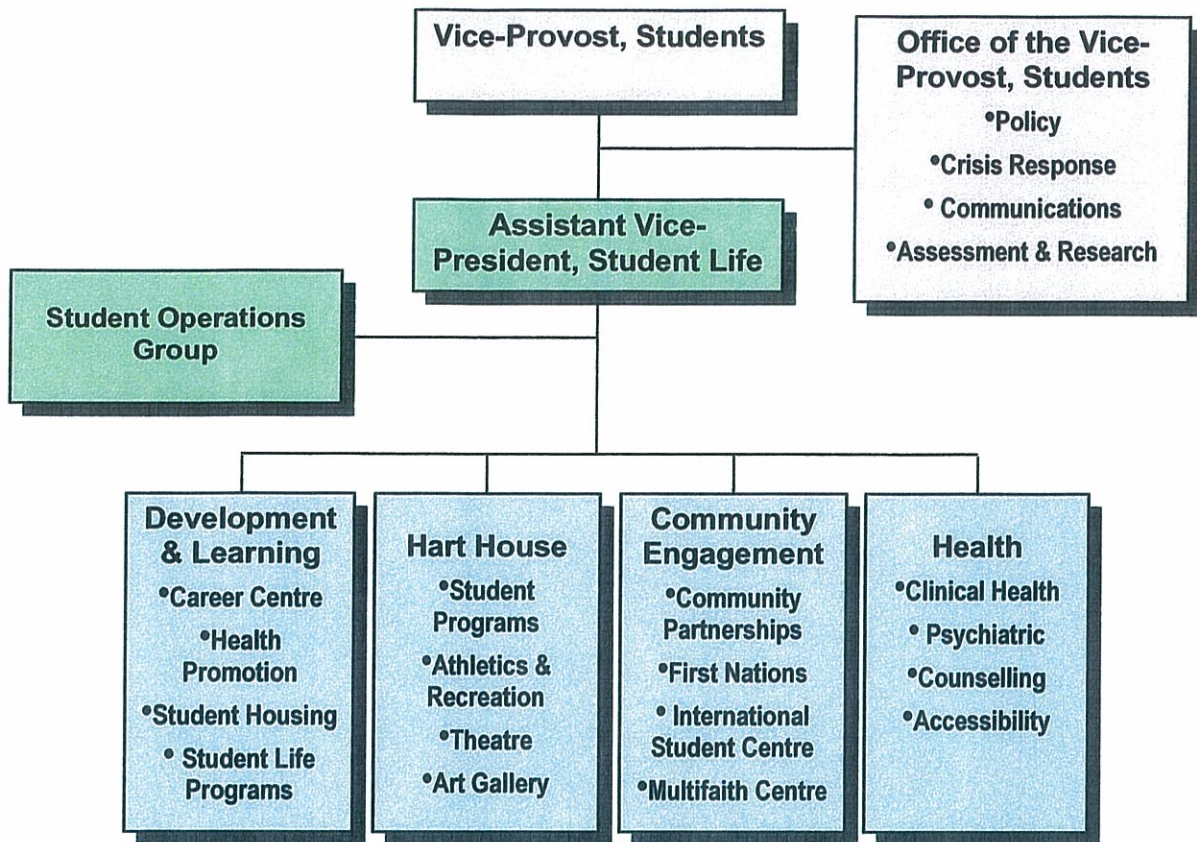 Vice-Provost, Students
Office of the Vice-
Provost, Students
•Policy
•Crisis Response
• Communications
•Assessment & Research
Assistant Vice-
President, Student Life
Student Operations
Group
Development
& Learning
•Career Centre
•Health
Promotion
•Student Housing
• Student Life
Programs
Hart House
•Student
Programs
•Athletics &
Recreation
•Theatre
•Art Gallery
Community
Engagement
•Community
Partnerships
•First Nations
• International
Student Centre
•Multifaith Centre
Health
•Clinical Health
• Psychiatric
•Counselling
•Accessibility